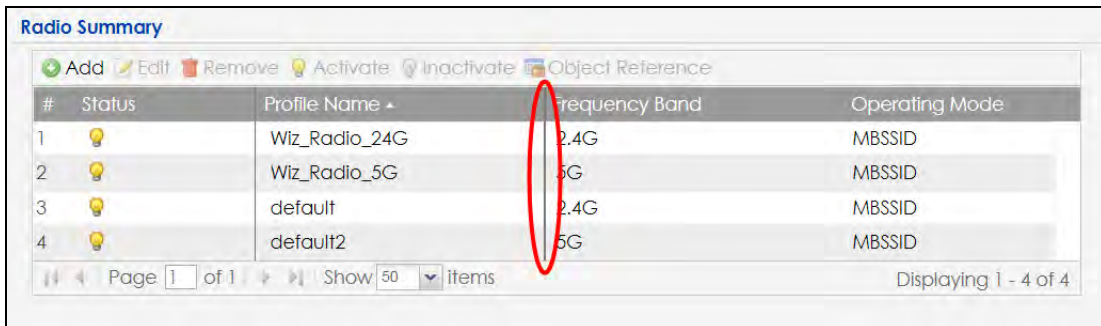 Radio Summary
Add Edit Remove Activate Inactivate Object Reference
# Status Profile Name Frequency Band Operating Mode
1 Wiz_Radio_24G 2.4G MBSSID
2 Wiz_Radio_5G 5G MBSSID
3 default 2.4G MBSSID
4 default2 5G MBSSID
Page 1 of 1 Show 50 items Displaying 1 - 4 of 4